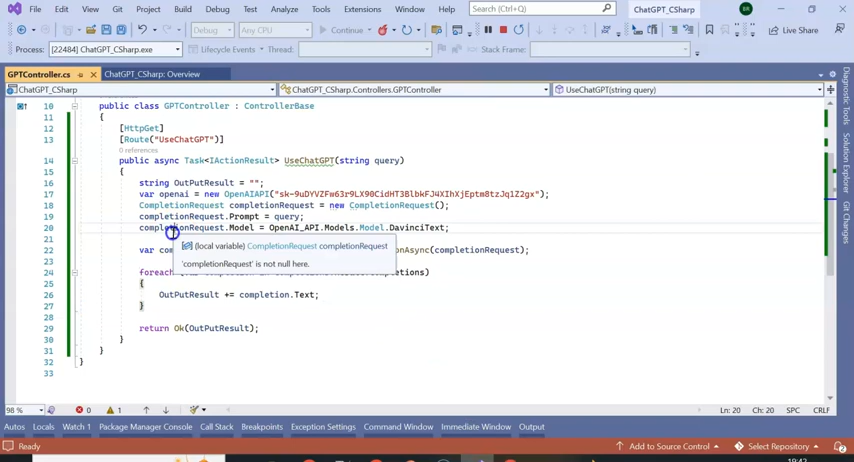 File Edit View Git Project Build Debug Test Analyze Tools Extensions Window Help Search (Ctrl+Q) ChatGPT_CSharp
Debug Any CPU Continue Live Share
Process: [22484] ChatGPT_CSharp.exe Lifecycle Events Thread: Stack Frame:
GPTController.cs ChatGPT_CSharp: Overview
ChatGPT_CSharp ChatGPT_CSharp.Controllers.GPTController UseChatGPT(string query)
10 public class GPTController : ControllerBase
11 {
12 [HttpGet]
13 [Route("UseChatGPT")]
0 references
14 public async Task<IActionResult> UseChatGPT(string query)
15 {
16 string OutPutResult = "";
17 var openai = new OpenAIAPI("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");
18 CompletionRequest completionRequest = new CompletionRequest();
19 completionRequest.Prompt = query;
20 completionRequest.Model = OpenAI_API.Models.Model.DavinciText;
21
(local variable) CompletionRequest completionRequest
'completionRequest' is not null here.
22 var onAsync(completionRequest);
23
24 foreach ompletions)
25 {
26 OutPutResult += completion.Text;
27 }
28
29 return Ok(OutPutResult);
30 }
31 }
32 }
33
98 % 0 1 Ln: 20 Ch: 20 SPC CRLF
Autos Locals Watch 1 Package Manager Console Call Stack Breakpoints Exception Settings Command Window Immediate Window Output
Ready Add to Source Control Select Repository 2
19:42
Diagnostic Tools
Solution Explorer
Git Changes